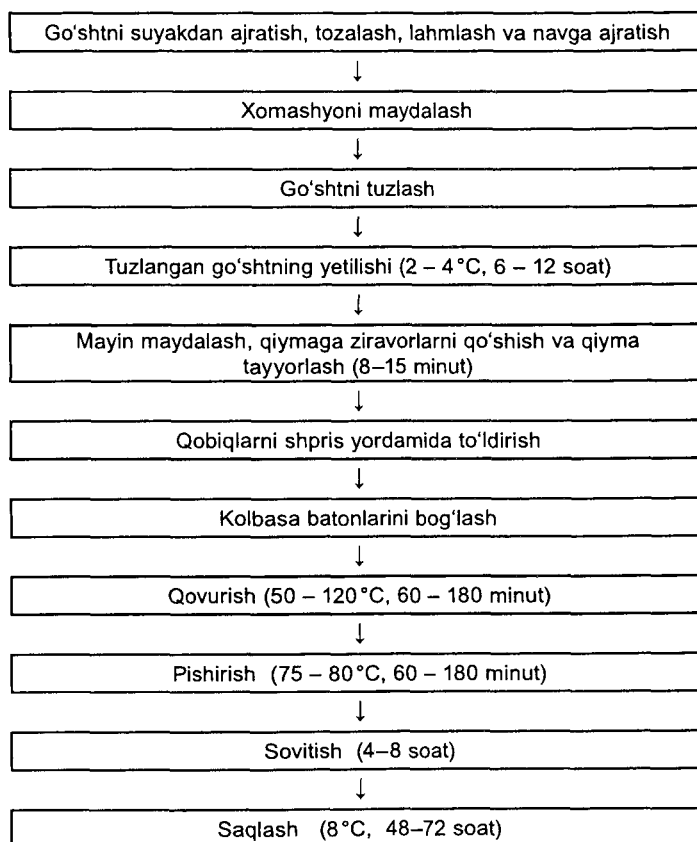 Go‘shtni suyakdan ajratish, tozalash, lahmlash va navga ajratish
↓
Xomashyoni maydalash
↓
Go‘shtni tuzlash
↓
Tuzlangan go‘shtning yetilishi (2 – 4°C, 6 – 12 soat)
↓
Mayin maydalash, qiymaga ziravorlarni qo‘shish va qiyma
tayyorlash (8–15 minut)
↓
Qobiqlarni shpris yordamida to‘ldirish
↓
Kolbasa batonlarini bog‘lash
↓
Qovurish (50 – 120°C, 60 – 180 minut)
↓
Pishirish (75 – 80°C, 60 – 180 minut)
↓
Sovitish (4–8 soat)
↓
Saqlash (8°C, 48–72 soat)